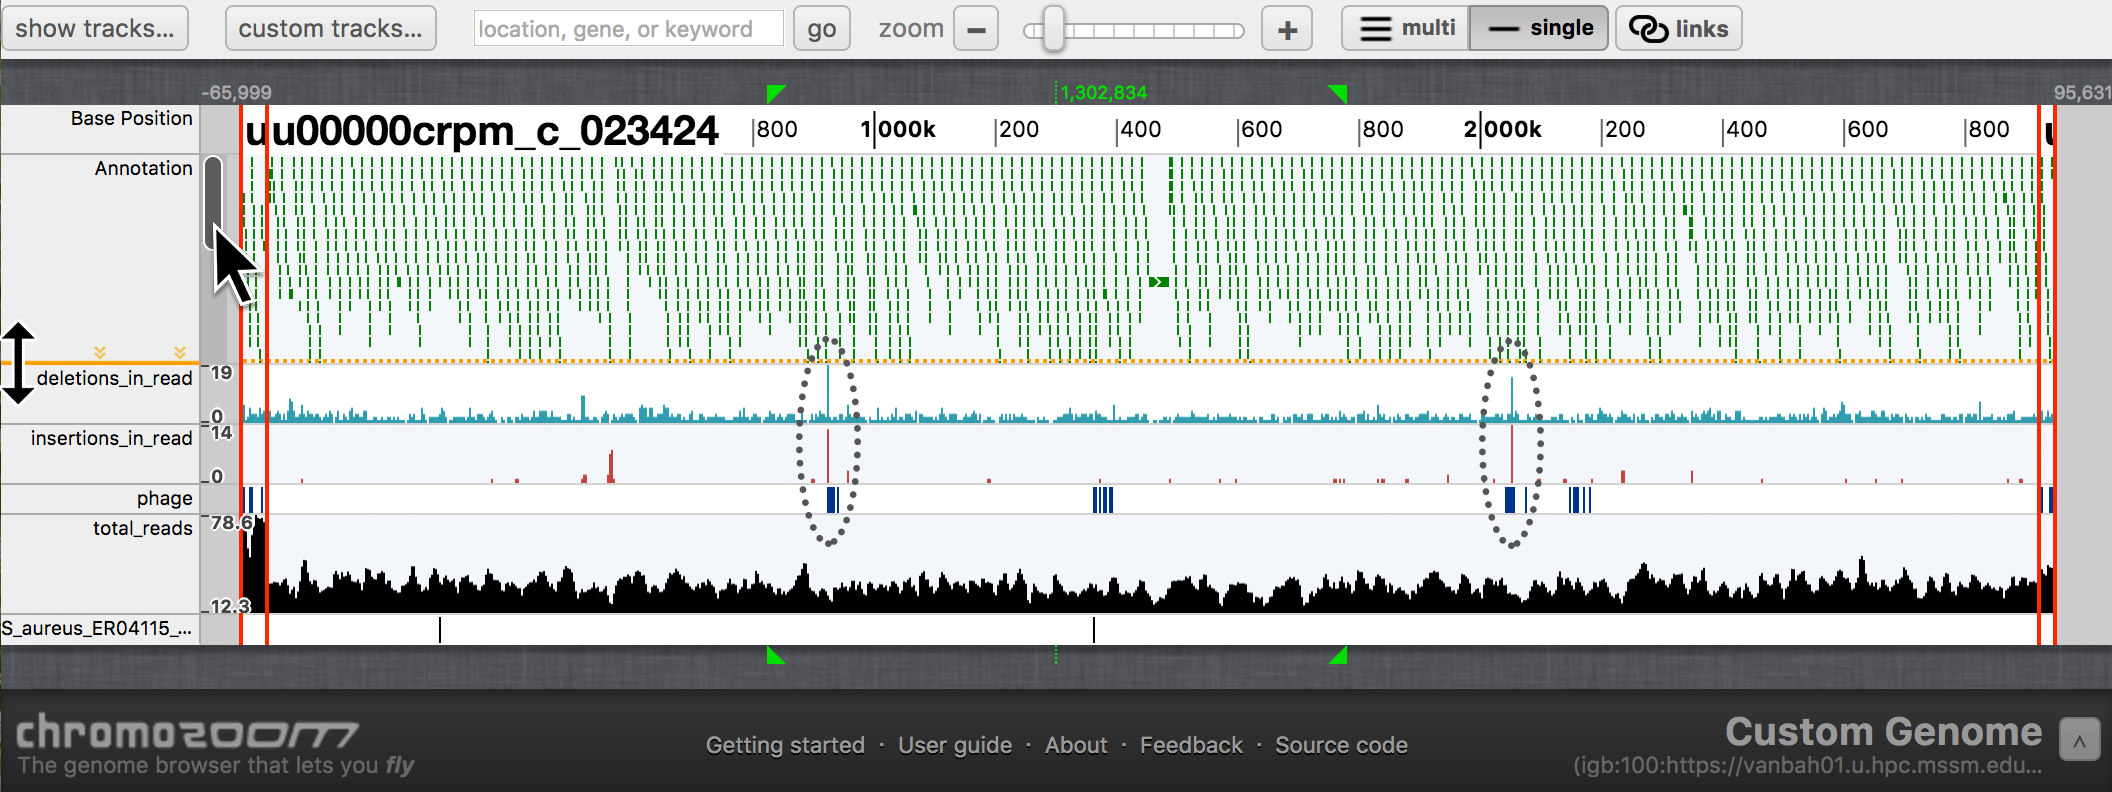 show tracks... custom tracks... location, gene, or keyword go zoom − + multi single links
-65,999 1,302,834 95,631
Base Position uu00000crpm_c_023424 800 1,000k 200 400 600 800 2,000k 200 400 600 800
Annotation
deletions_in_read 19
0
insertions_in_read 14
0
phage
total_reads 78.6
12.3
S_aureus_ER04115_...
chromozoom
The genome browser that lets you fly
Getting started · User guide · About · Feedback · Source code
Custom Genome
(igb:100:https://vanbah01.u.hpc.mssm.edu...